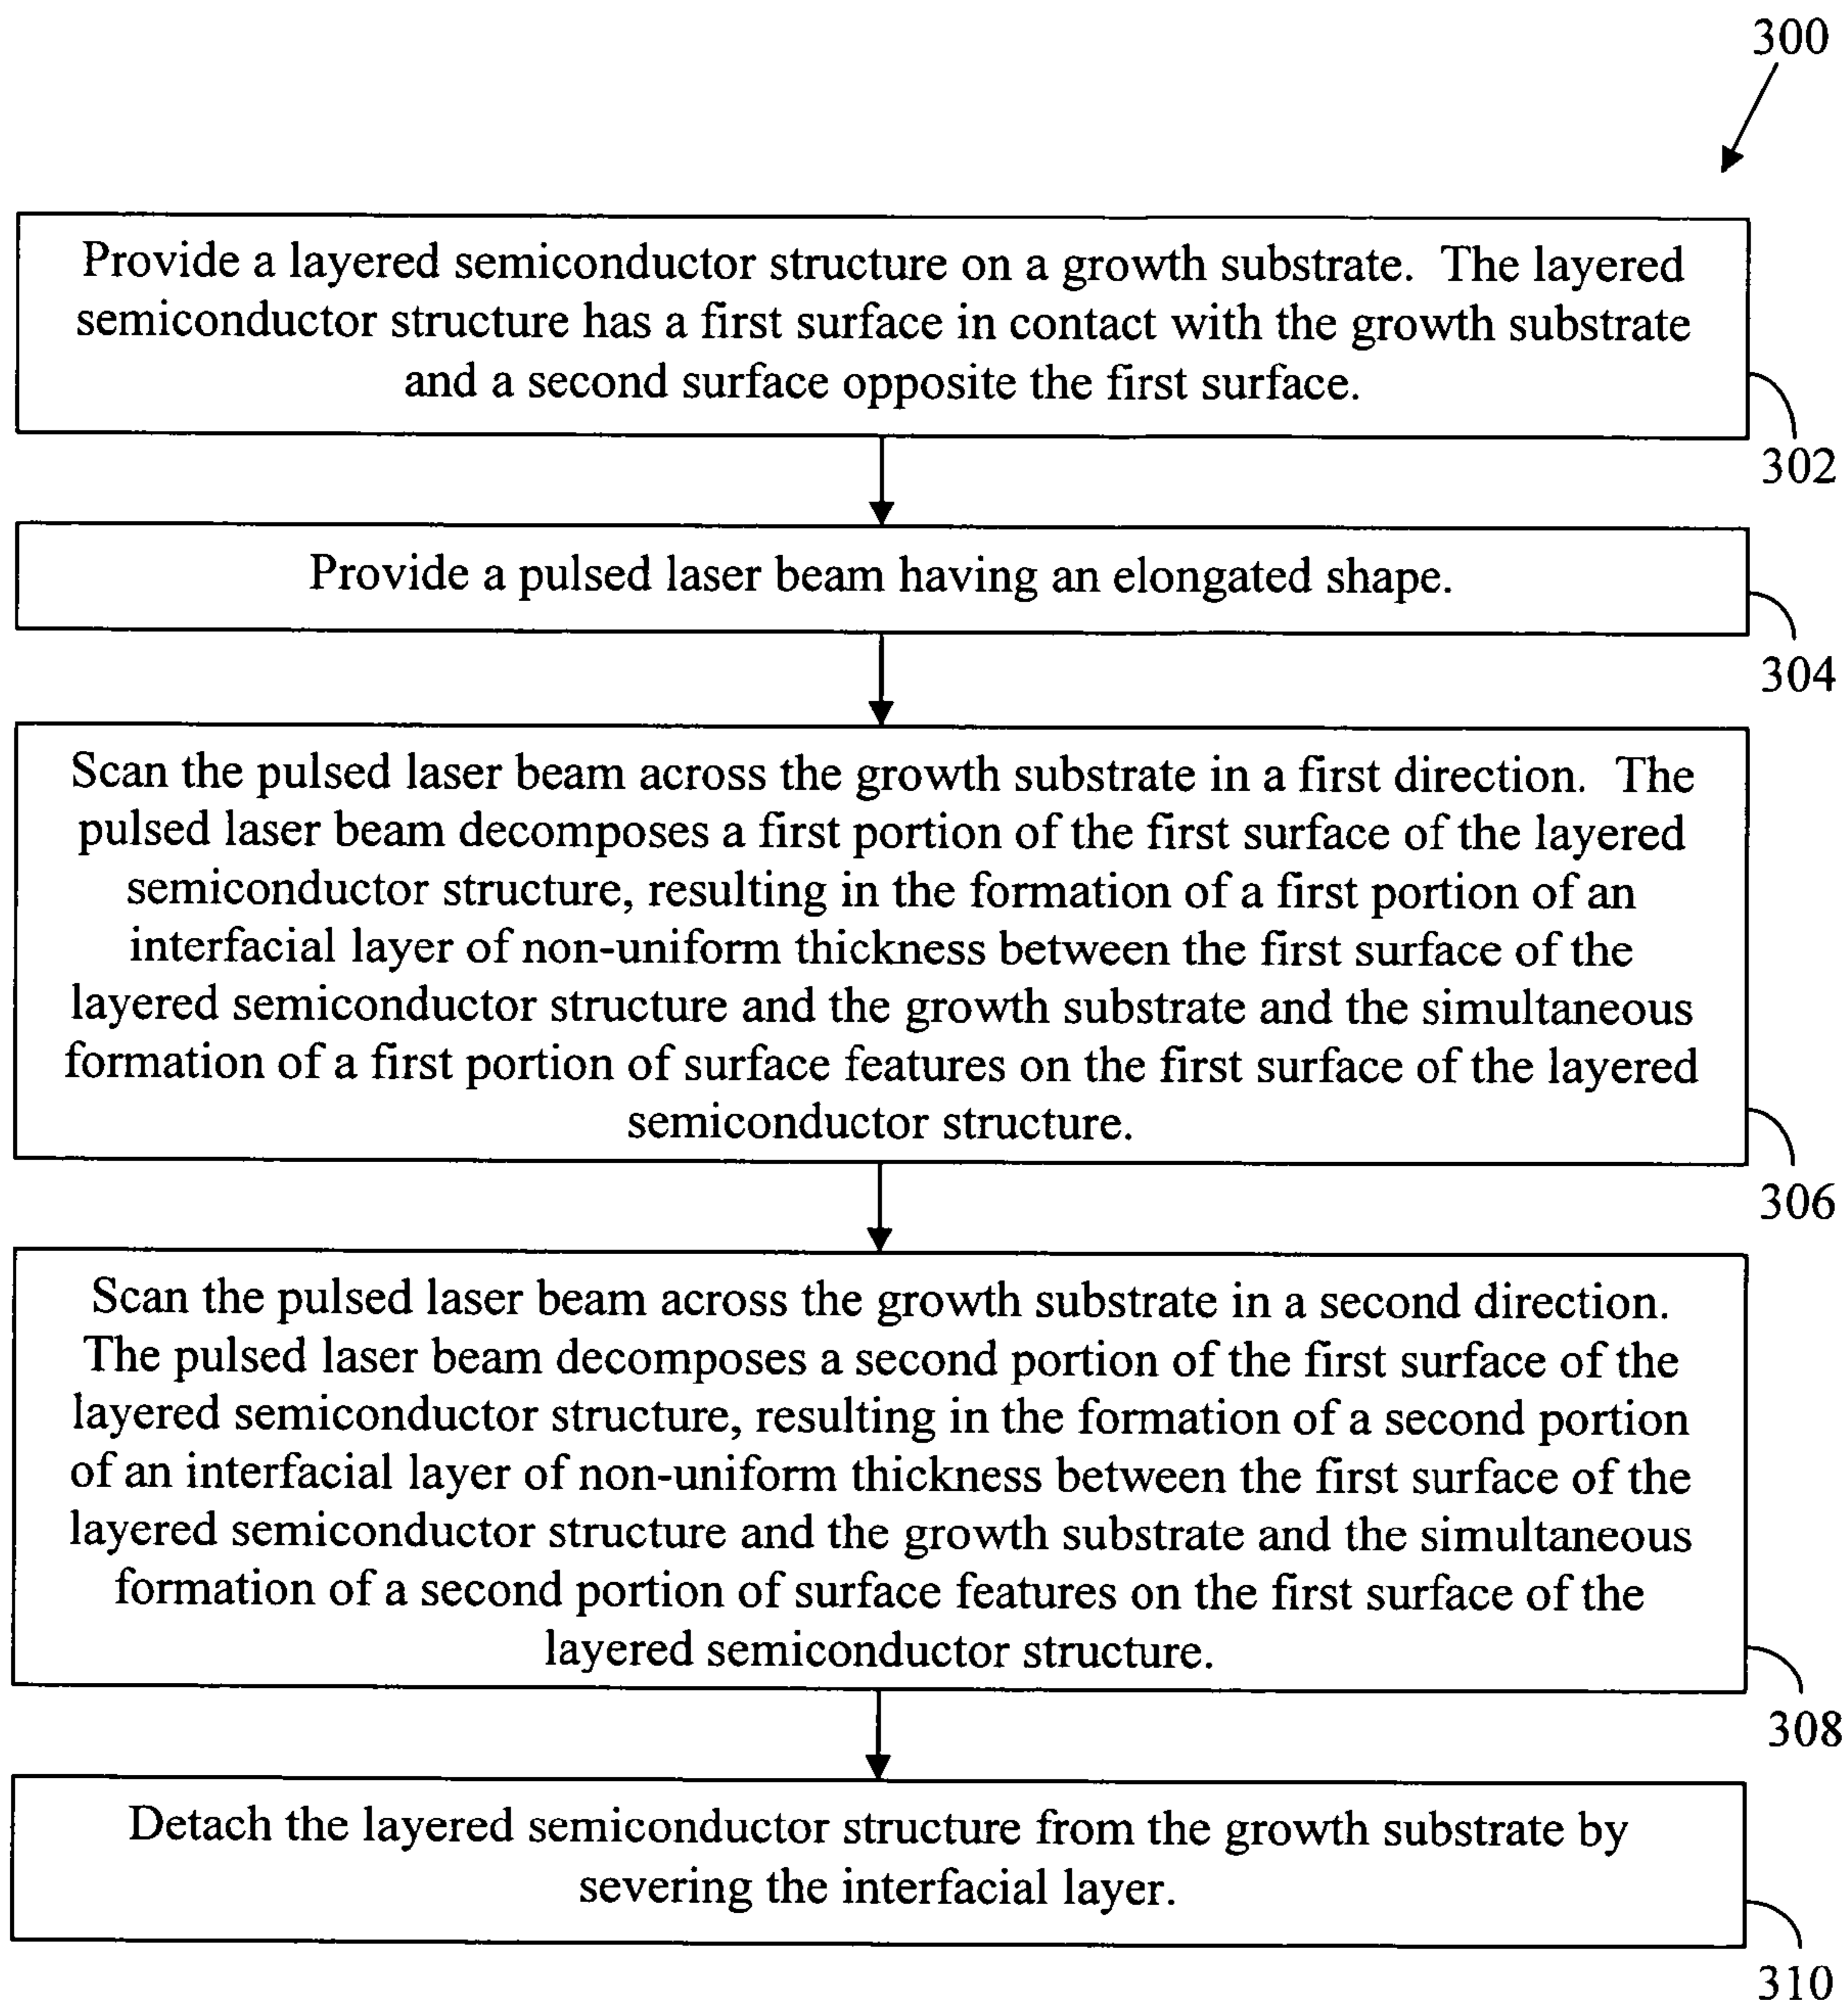 300
Provide a layered semiconductor structure on a growth substrate. The layered
semiconductor structure has a first surface in contact with the growth substrate
and a second surface opposite the first surface.
302
Provide a pulsed laser beam having an elongated shape.
304
Scan the pulsed laser beam across the growth substrate in a first direction. The
pulsed laser beam decomposes a first portion of the first surface of the layered
semiconductor structure, resulting in the formation of a first portion of an
interfacial layer of non-uniform thickness between the first surface of the
layered semiconductor structure and the growth substrate and the simultaneous
formation of a first portion of surface features on the first surface of the layered
semiconductor structure.
306
Scan the pulsed laser beam across the growth substrate in a second direction.
The pulsed laser beam decomposes a second portion of the first surface of the
layered semiconductor structure, resulting in the formation of a second portion
of an interfacial layer of non-uniform thickness between the first surface of the
layered semiconductor structure and the growth substrate and the simultaneous
formation of a second portion of surface features on the first surface of the
layered semiconductor structure.
308
Detach the layered semiconductor structure from the growth substrate by
severing the interfacial layer.
310